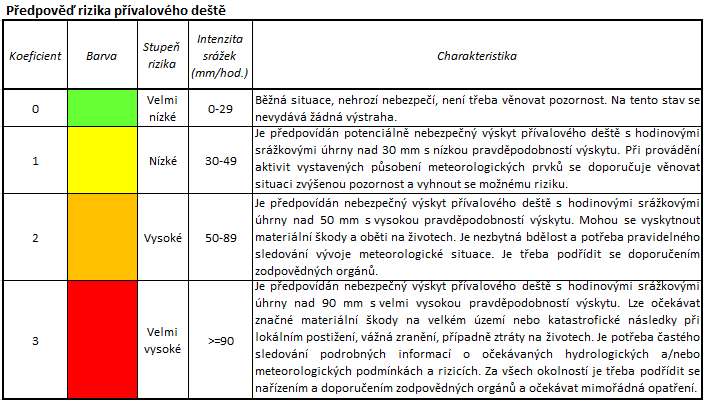 Předpověď rizika přívalového deště
Koeficient Barva Stupeň rizika Intenzita srážek (mm/hod.) Charakteristika
0 Velmi nízké 0-29
Běžná situace, nehrozí nebezpečí, není třeba věnovat pozornost. Na tento stav se
nevydává žádná výstraha.
1 Nízké 30-49
Je předpovídán potenciálně nebezpečný výskyt přívalového deště s hodinovými
srážkovými úhrny nad 30 mm s nízkou pravděpodobností výskytu. Při provádění
aktivit vystavených působení meteorologických prvků se doporučuje věnovat
situaci zvýšenou pozornost a vyhnout se možnému riziku.
2 Vysoké 50-89
Je předpovídán nebezpečný výskyt přívalového deště s hodinovými srážkovými
úhrny nad 50 mm s vysokou pravděpodobností výskytu. Mohou se vyskytnout
materiální škody a oběti na životech. Je nezbytná bdělost a potřeba pravidelného
sledování vývoje meteorologické situace. Je třeba podřídit se doporučením
zodpovědných orgánů.
3 Velmi vysoké >=90
Je předpovídán nebezpečný výskyt přívalového deště s hodinovými srážkovými
úhrny nad 90 mm s velmi vysokou pravděpodobností výskytu. Lze očekávat
značné materiální škody na velkém území nebo katastrofické následky při
lokálním postižení, vážná zranění, případně ztráty na životech. Je potřeba častého
sledování podrobných informací o očekávaných hydrologických a/nebo
meteorologických podmínkách a rizicích. Za všech okolností je třeba podřídit se
nařízením a doporučením zodpovědných orgánů a očekávat mimořádná opatření.